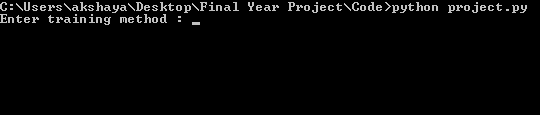 C:\Users\akshaya\Desktop\Final Year Project\Code>python project.py
Enter training method : _